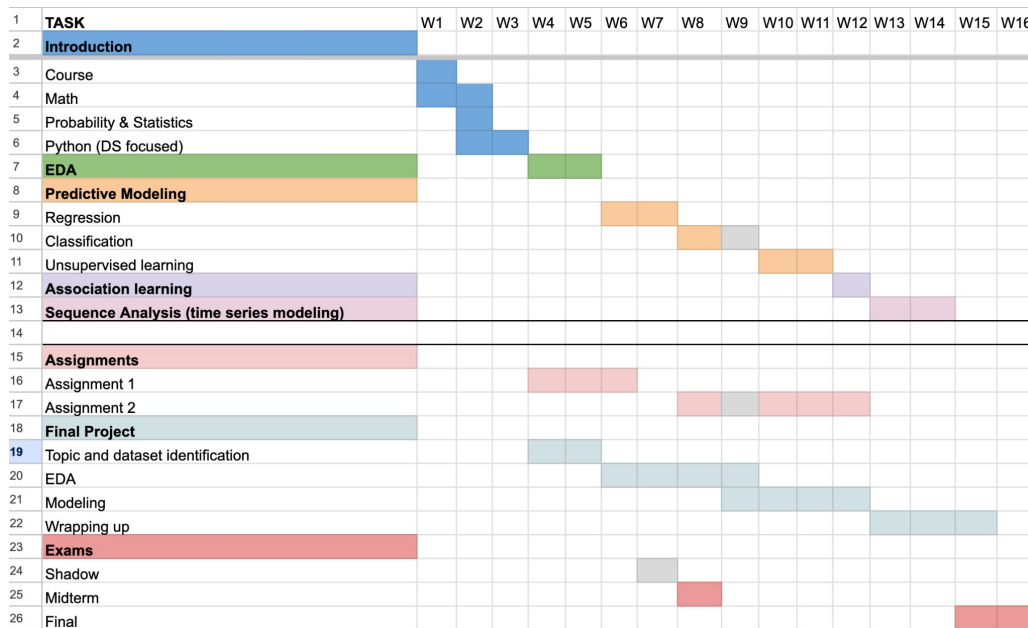 1 TASK W1 W2 W3 W4 W5 W6 W7 W8 W9 W10 W11 W12 W13 W14 W15 W16
2 Introduction
3 Course
4 Math
5 Probability & Statistics
6 Python (DS focused)
7 EDA
8 Predictive Modeling
9 Regression
10 Classification
11 Unsupervised learning
12 Association learning
13 Sequence Analysis (time series modeling)
14
15 Assignments
16 Assignment 1
17 Assignment 2
18 Final Project
19 Topic and dataset identification
20 EDA
21 Modeling
22 Wrapping up
23 Exams
24 Shadow
25 Midterm
26 Final